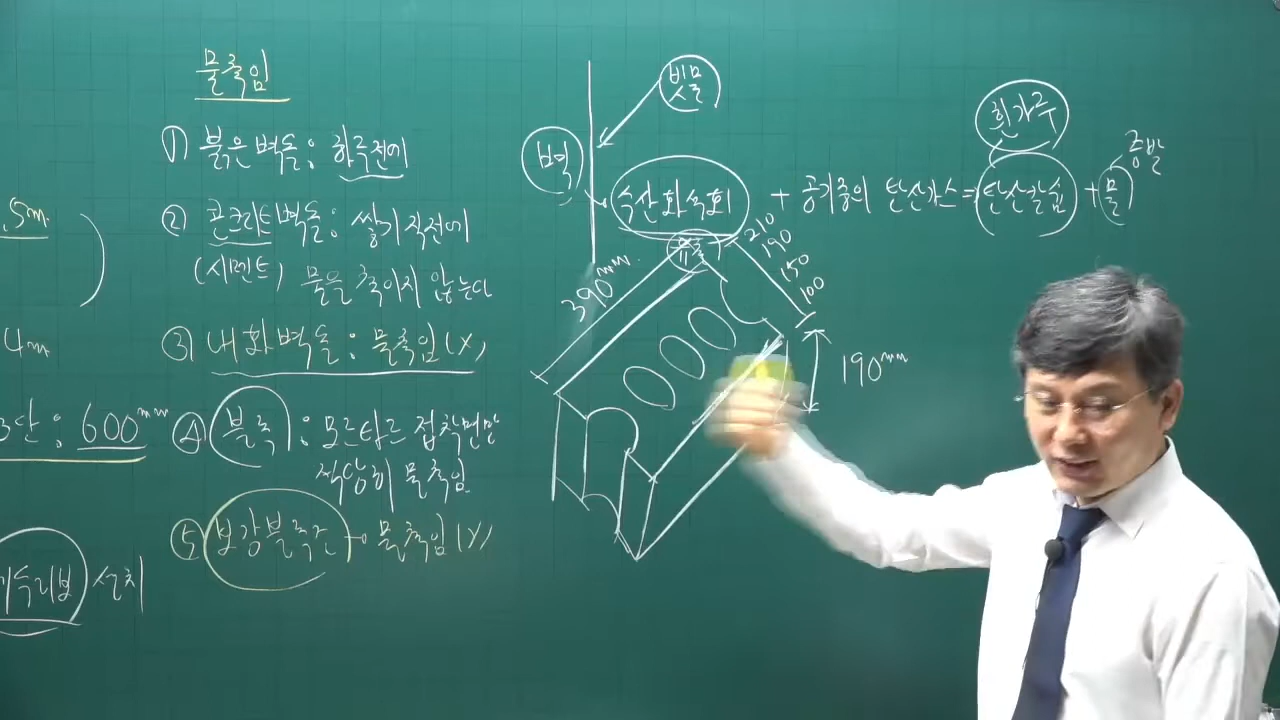 물축임
① 붉은벽돌 : 하루전에
② 콘크리트벽돌 : 쌓기직전에
(시멘트) 물을 축이지 않는다
③ 내화벽돌 : 물축임(X)
④ 블록 : 모르타르 접착면만
적당히 물축임
⑤ 보강블록조 → 물축임(X)
.5m
4m
3단 : 600mm
설치
빗물
벽
수산화석회 + 공기중의 탄산가스 = 탄산칼슘 + 물
흰가루
증발
390mm
210
190
150
100
190mm